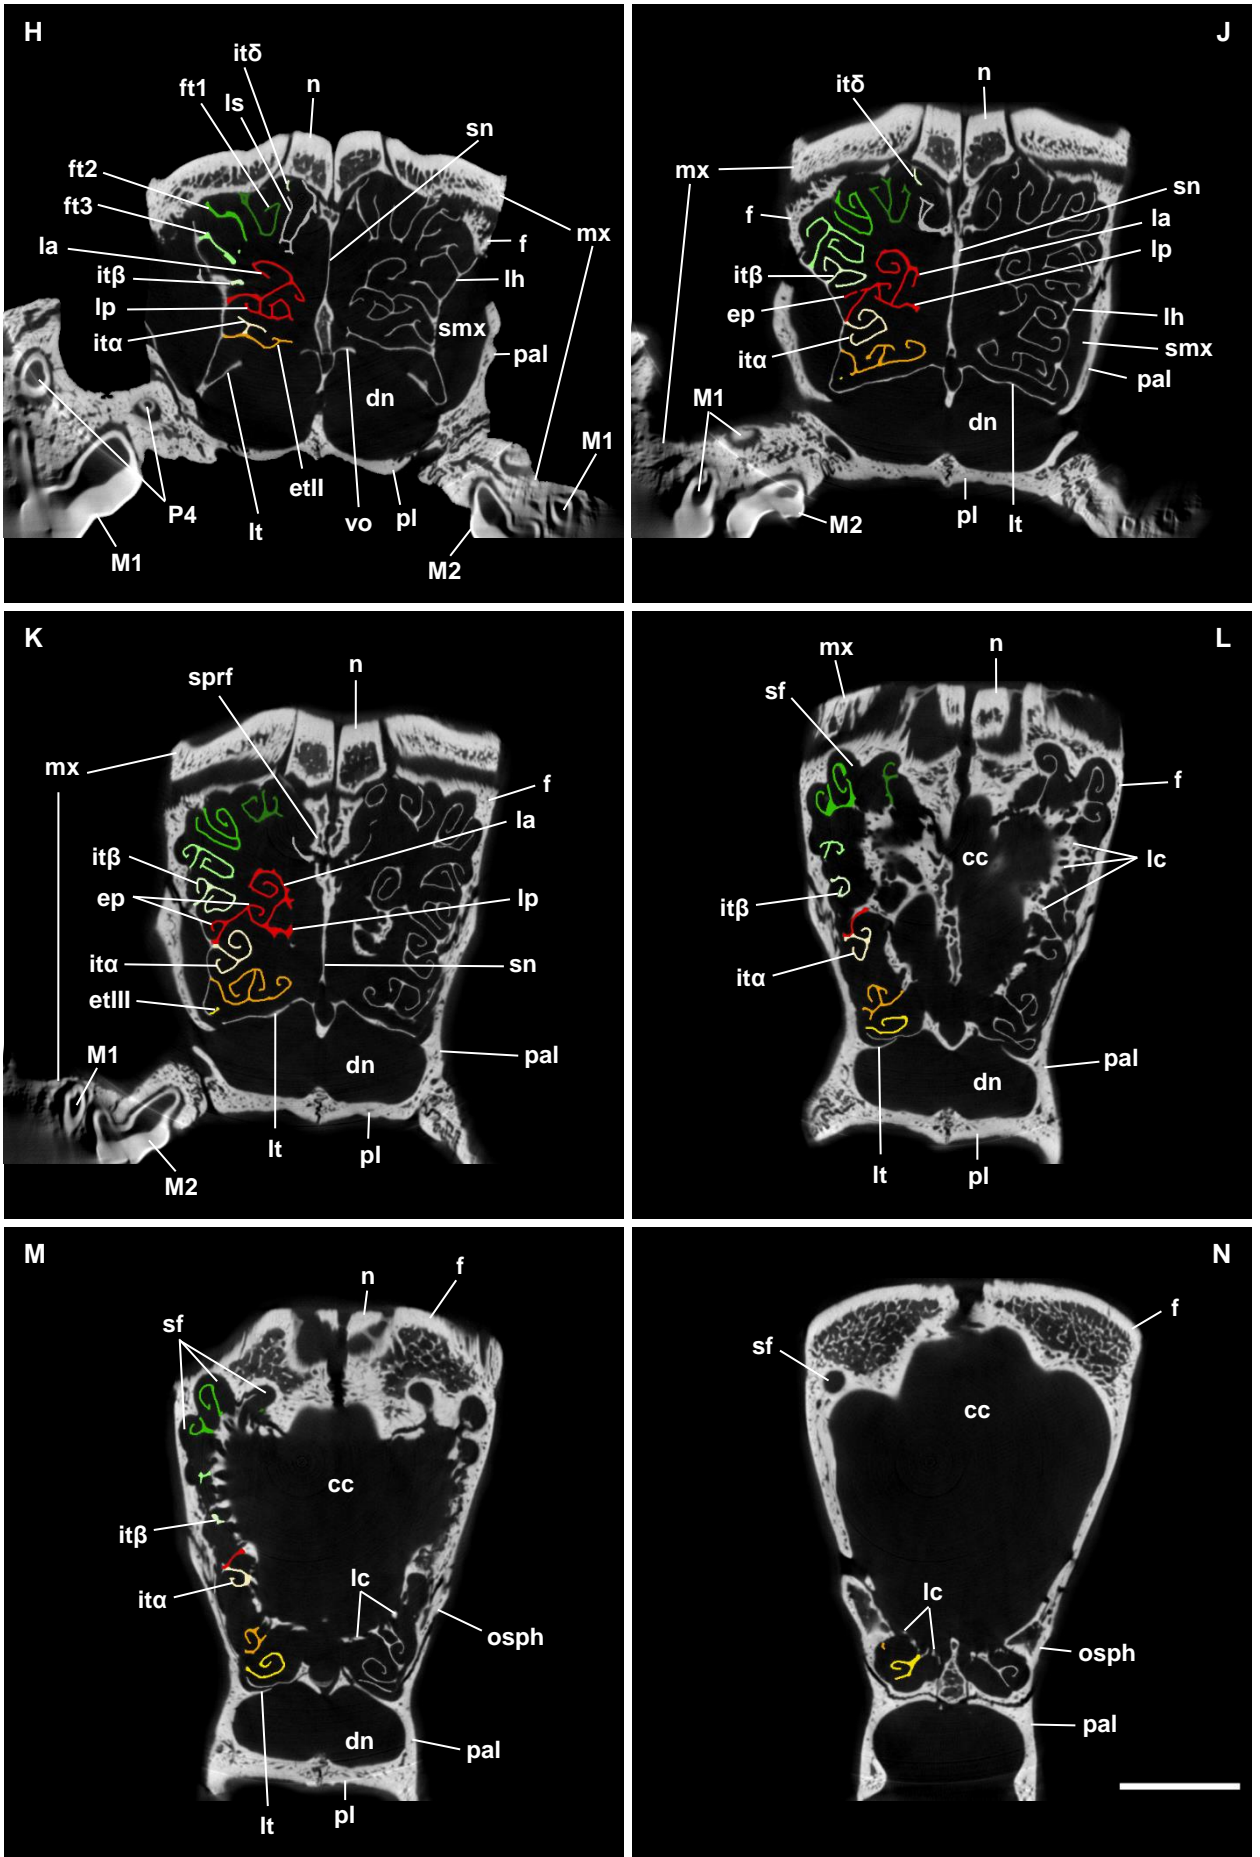 H
itδ
ft1
ls
n
sn
ft2
ft3
la
itβ
lp
itα
mx
f
lh
smx
pal
dn
M1
P4
M1
lt
etII
vo
pl
M2
J
itδ
n
mx
f
sn
la
lp
itβ
ep
itα
lh
smx
pal
M1
dn
M2
pl
lt
K
sprf
n
mx
f
la
itβ
ep
lp
itα
sn
etIII
M1
dn
pal
lt
pl
M2
L
mx
n
sf
f
cc
lc
itβ
itα
dn
pal
lt
pl
M
n
f
sf
cc
itβ
itα
lc
osph
dn
pal
lt
pl
N
f
sf
cc
lc
osph
pal